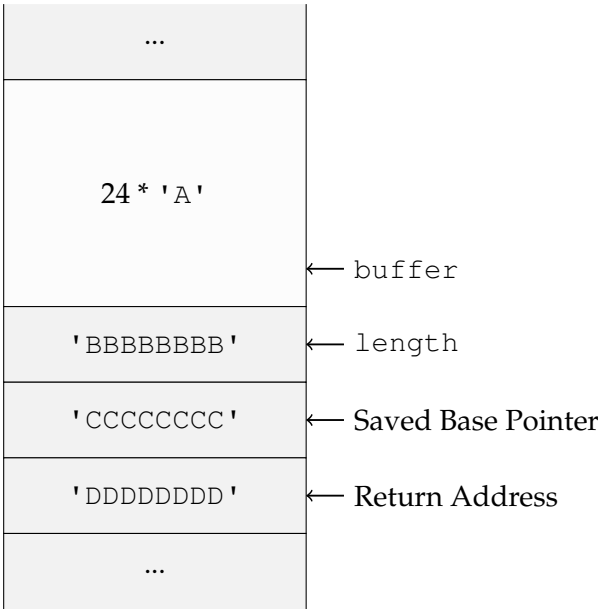 ...
24 * 'A'
buffer
'BBBBBBBB'
length
'CCCCCCCC'
Saved Base Pointer
'DDDDDDDD'
Return Address
...